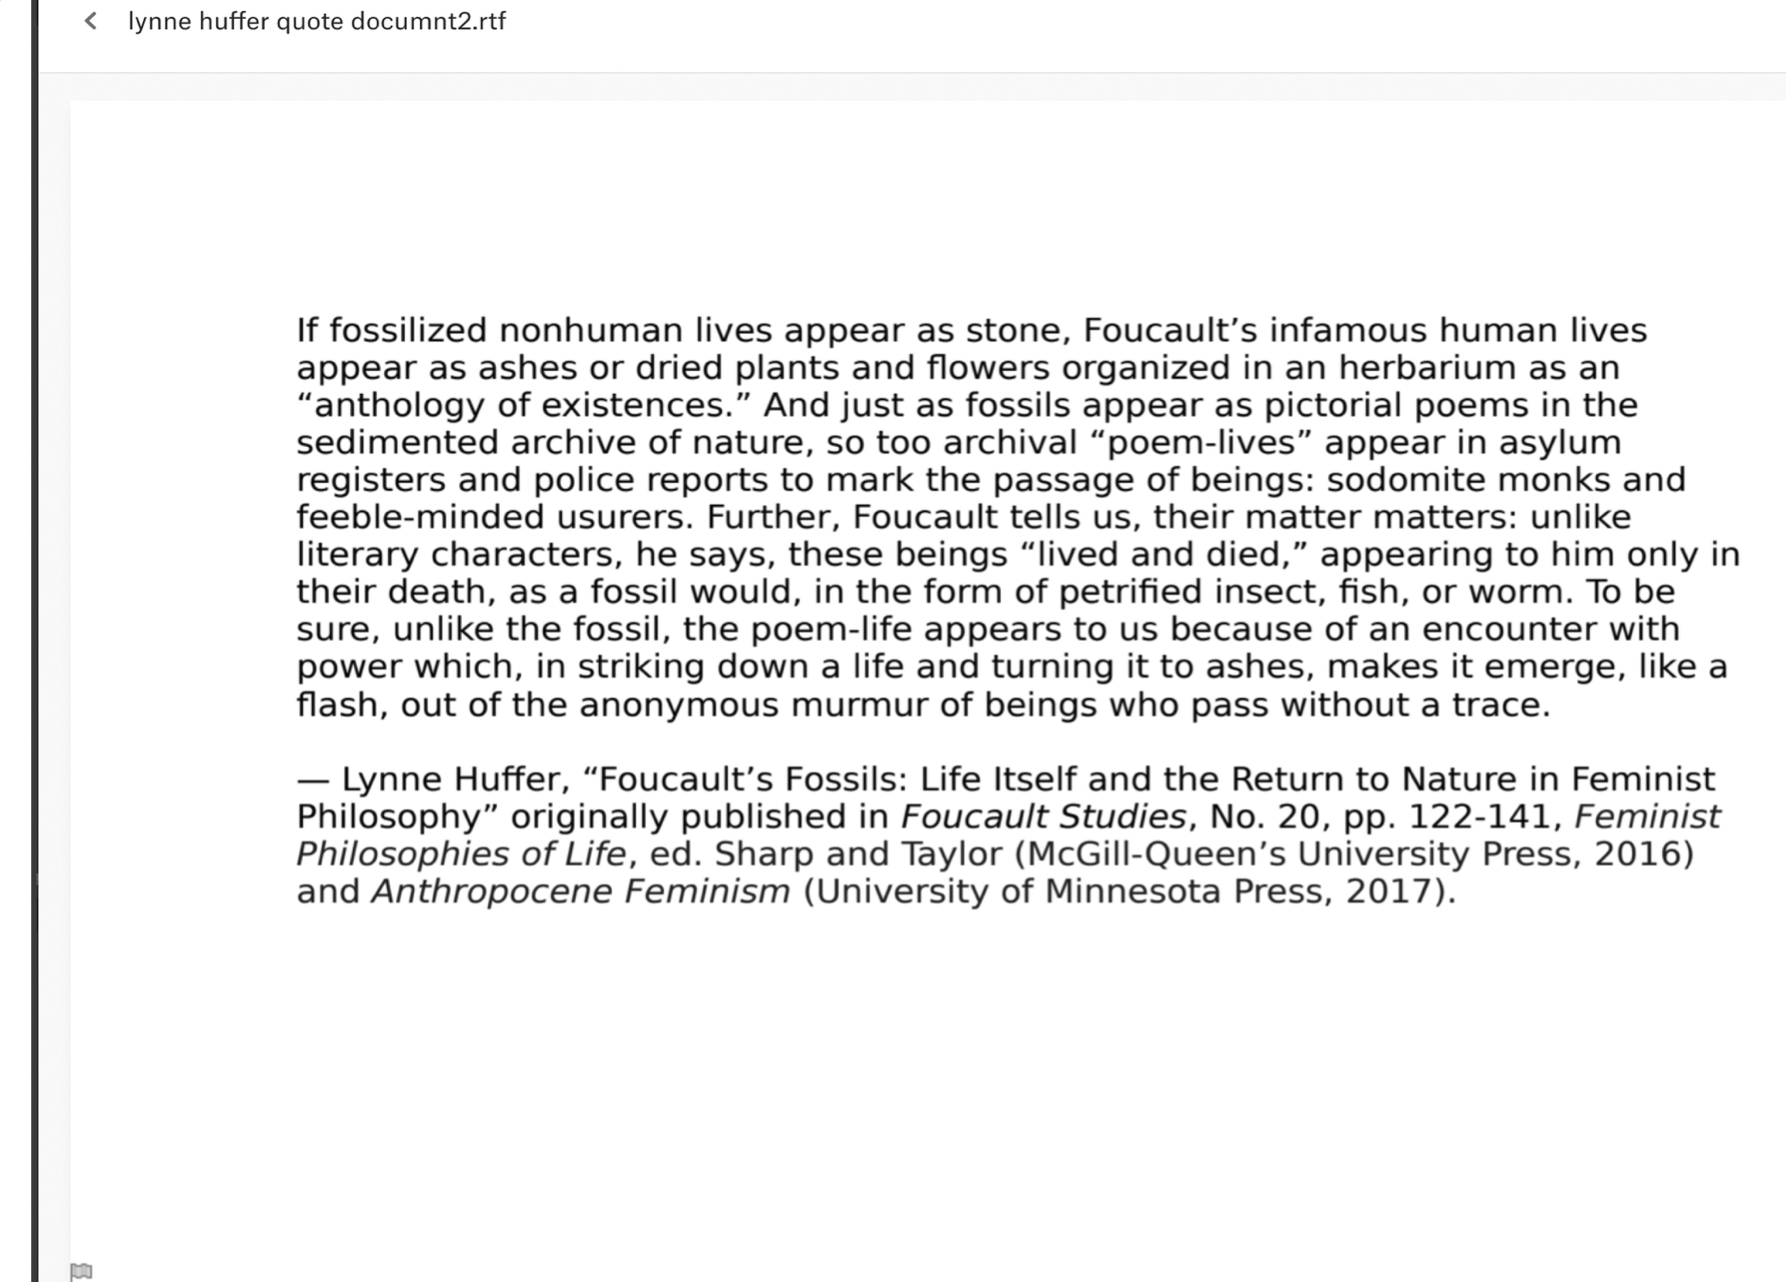 lynne huffer quote documnt2.rtf
If fossilized nonhuman lives appear as stone, Foucault’s infamous human lives
appear as ashes or dried plants and flowers organized in an herbarium as an
“anthology of existences.” And just as fossils appear as pictorial poems in the
sedimented archive of nature, so too archival “poem-lives” appear in asylum
registers and police reports to mark the passage of beings: sodomite monks and
feeble-minded usurers. Further, Foucault tells us, their matter matters: unlike
literary characters, he says, these beings “lived and died,” appearing to him only in
their death, as a fossil would, in the form of petrified insect, fish, or worm. To be
sure, unlike the fossil, the poem-life appears to us because of an encounter with
power which, in striking down a life and turning it to ashes, makes it emerge, like a
flash, out of the anonymous murmur of beings who pass without a trace.
— Lynne Huffer, “Foucault’s Fossils: Life Itself and the Return to Nature in Feminist
Philosophy” originally published in Foucault Studies, No. 20, pp. 122-141, Feminist
Philosophies of Life, ed. Sharp and Taylor (McGill-Queen’s University Press, 2016)
and Anthropocene Feminism (University of Minnesota Press, 2017).